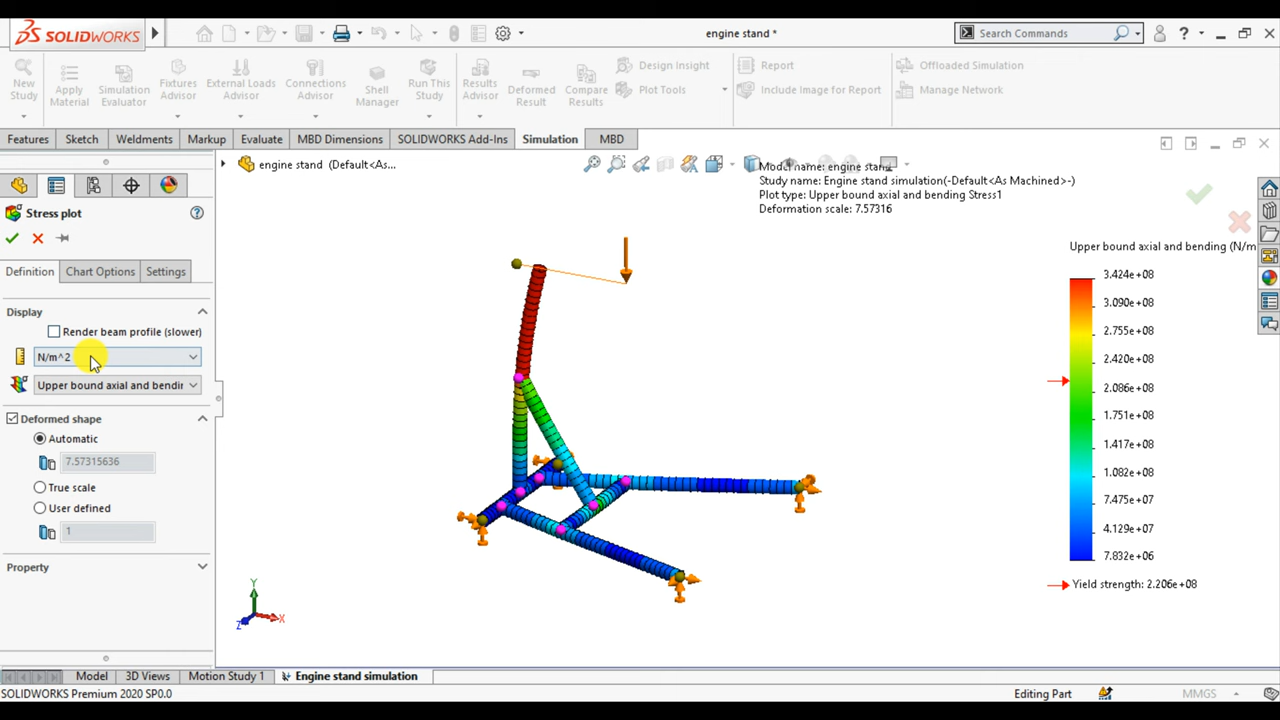 SOLIDWORKS
engine stand *
Search Commands
New Study
Apply Material
Simulation Evaluator
Fixtures Advisor
External Loads Advisor
Connections Advisor
Shell Manager
Run This Study
Results Advisor
Deformed Result
Compare Results
Design Insight
Plot Tools
Report
Include Image for Report
Offloaded Simulation
Manage Network
Features
Sketch
Weldments
Markup
Evaluate
MBD Dimensions
SOLIDWORKS Add-Ins
Simulation
MBD
engine stand (Default<As...
Model name: engine stand
Study name: Engine stand simulation(-Default<As Machined>-)
Plot type: Upper bound axial and bending Stress1
Deformation scale: 7.57316
Stress plot
?
Definition
Chart Options
Settings
Display
Render beam profile (slower)
N/m^2
Upper bound axial and bendin
Deformed shape
Automatic
7.57315636
True scale
User defined
1
Property
Upper bound axial and bending (N/m
3.424e+08
3.090e+08
2.755e+08
2.420e+08
2.086e+08
1.751e+08
1.417e+08
1.082e+08
7.475e+07
4.129e+07
7.832e+06
Yield strength: 2.206e+08
Y
X
Z
Model
3D Views
Motion Study 1
Engine stand simulation
SOLIDWORKS Premium 2020 SP0.0
Editing Part
MMGS